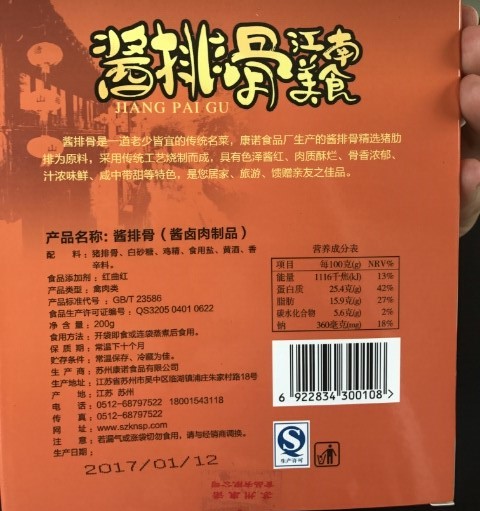 酱排骨 江南美食
JIANG PAI GU
酱排骨是一道老少皆宜的传统名菜，康诺食品厂生产的酱排骨精选猪肋
排为原料，采用传统工艺烧制而成，具有色泽酱红、肉质酥烂、骨香浓郁、
汁浓味鲜、咸中带甜等特色，是您居家、旅游、馈赠亲友之佳品。
产品名称：酱排骨（酱卤肉制品）
配 料：猪排骨、白砂糖、鸡精、食用盐、黄酒、香
辛料。
食品添加剂：红曲红
产品类型：禽肉类
产品标准代号：GB/T 23586
食品生产许可证编号：QS3205 0401 0622
净 含 量：200g
食用方法：开袋即食或连袋蒸煮后食用。
保 质 期：常温下十个月
贮存条件：常温保存、冷藏为佳。
生 产 商：苏州康诺食品有限公司
生产地址：江苏省苏州市吴中区临湖镇浦庄朱家村路18号
产 地：江苏 苏州
电 话：0512-68797522 18001543118
传 真：0512-68797522
网 址：www.szknsp.com
注 意：若漏气或涨袋切勿食用，请与经销商调换。
生产日期：
2017/01/12
营养成分表
项目 每100克(g) NRV%
能量 1116千焦(kJ) 13%
蛋白质 25.4克(g) 42%
脂肪 15.9克(g) 27%
碳水化合物 5.6克(g) 2%
钠 360毫克(mg) 18%
6 922834 300108 >
QS
生产许可
苏州康诺
食品有限公司